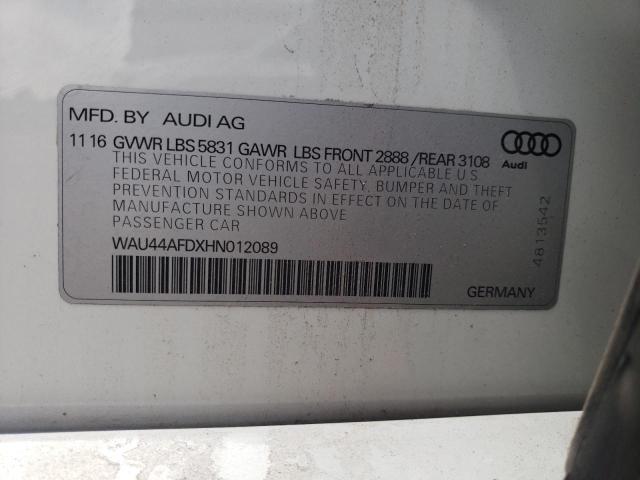 MFD. BY AUDI AG
11 16 GVWR LBS 5831 GAWR LBS FRONT 2888 /REAR 3108
THIS VEHICLE CONFORMS TO ALL APPLICABLE U S
FEDERAL MOTOR VEHICLE SAFETY, BUMPER AND THEFT
PREVENTION STANDARDS IN EFFECT ON THE DATE OF
MANUFACTURE SHOWN ABOVE
PASSENGER CAR
WAU44AFDXHN012089
Audi
4813542
GERMANY